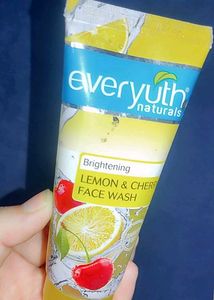 everyuth
naturals
Brightening
LEMON & CHER
FACE WASH